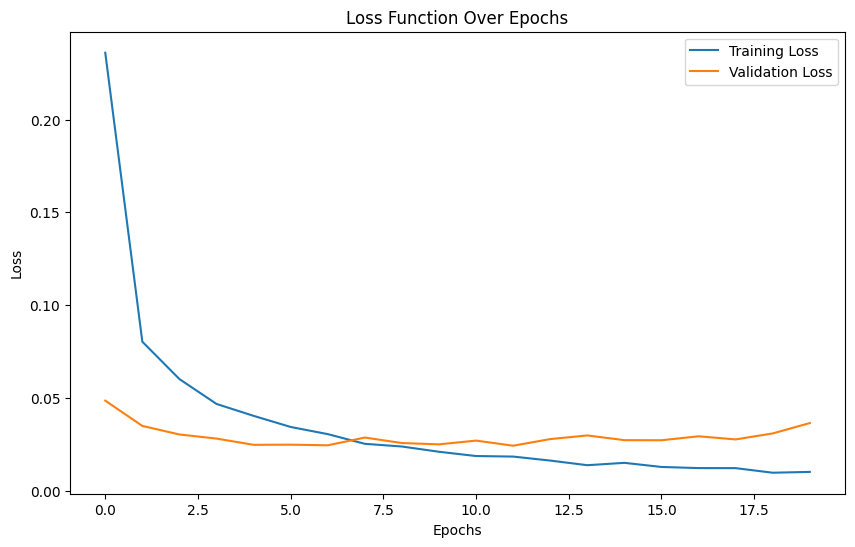 Loss Function Over Epochs
Training Loss
Validation Loss
Loss
0.20
0.15
0.10
0.05
0.00
0.0 2.5 5.0 7.5 10.0 12.5 15.0 17.5
Epochs